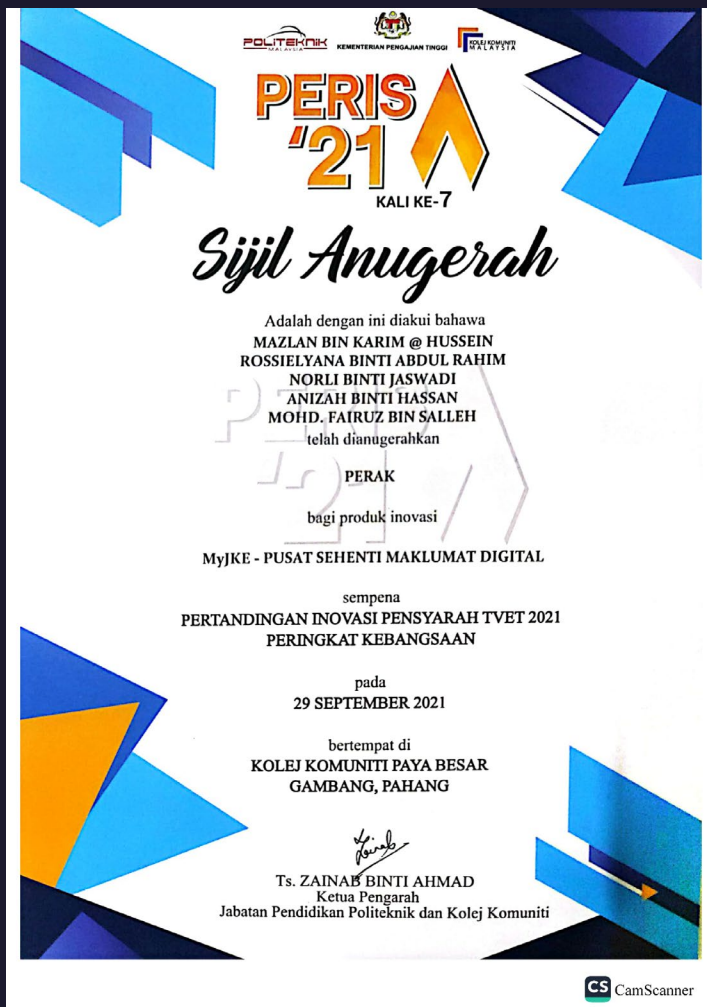 POLITEKNIK
MALAYSIA
KEMENTERIAN PENGAJIAN TINGGI
KOLEJ KOMUNITI
MALAYSIA
PERIS
'21
KALI KE-7
Sijil Anugerah
Adalah dengan ini diakui bahawa
MAZLAN BIN KARIM @ HUSSEIN
ROSSIELYANA BINTI ABDUL RAHIM
NORLI BINTI JASWADI
ANIZAH BINTI HASSAN
MOHD. FAIRUZ BIN SALLEH
telah dianugerahkan
PERAK
bagi produk inovasi
MyJKE - PUSAT SEHENTI MAKLUMAT DIGITAL
sempena
PERTANDINGAN INOVASI PENSYARAH TVET 2021
PERINGKAT KEBANGSAAN
pada
29 SEPTEMBER 2021
bertempat di
KOLEJ KOMUNITI PAYA BESAR
GAMBANG, PAHANG
Zainab
Ts. ZAINAB BINTI AHMAD
Ketua Pengarah
Jabatan Pendidikan Politeknik dan Kolej Komuniti
CS CamScanner